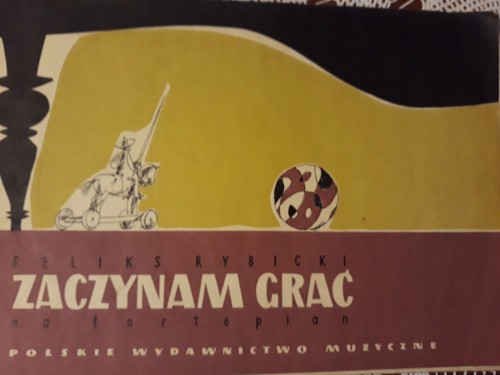 FELIKS RYBICKI
ZACZYNAM GRAĆ
na fortepian
POLSKIE WYDAWNICTWO MUZYCZNE